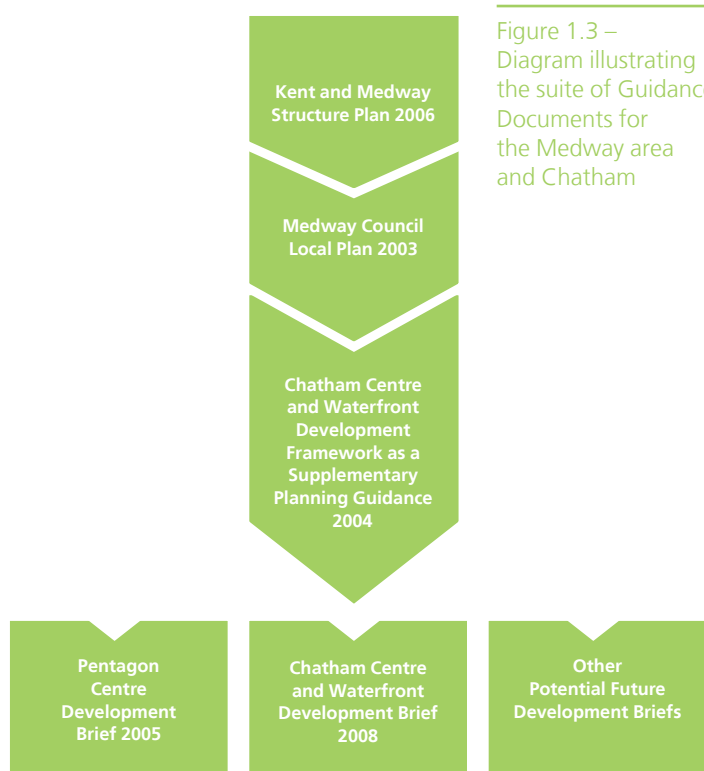 Figure 1.3 –
Diagram illustrating
the suite of Guidance
Documents for
the Medway area
and Chatham
Kent and Medway
Structure Plan 2006
Medway Council
Local Plan 2003
Chatham Centre
and Waterfront
Development
Framework as a
Supplementary
Planning Guidance
2004
Pentagon
Centre
Development
Brief 2005
Chatham Centre
and Waterfront
Development Brief
2008
Other
Potential Future
Development Briefs